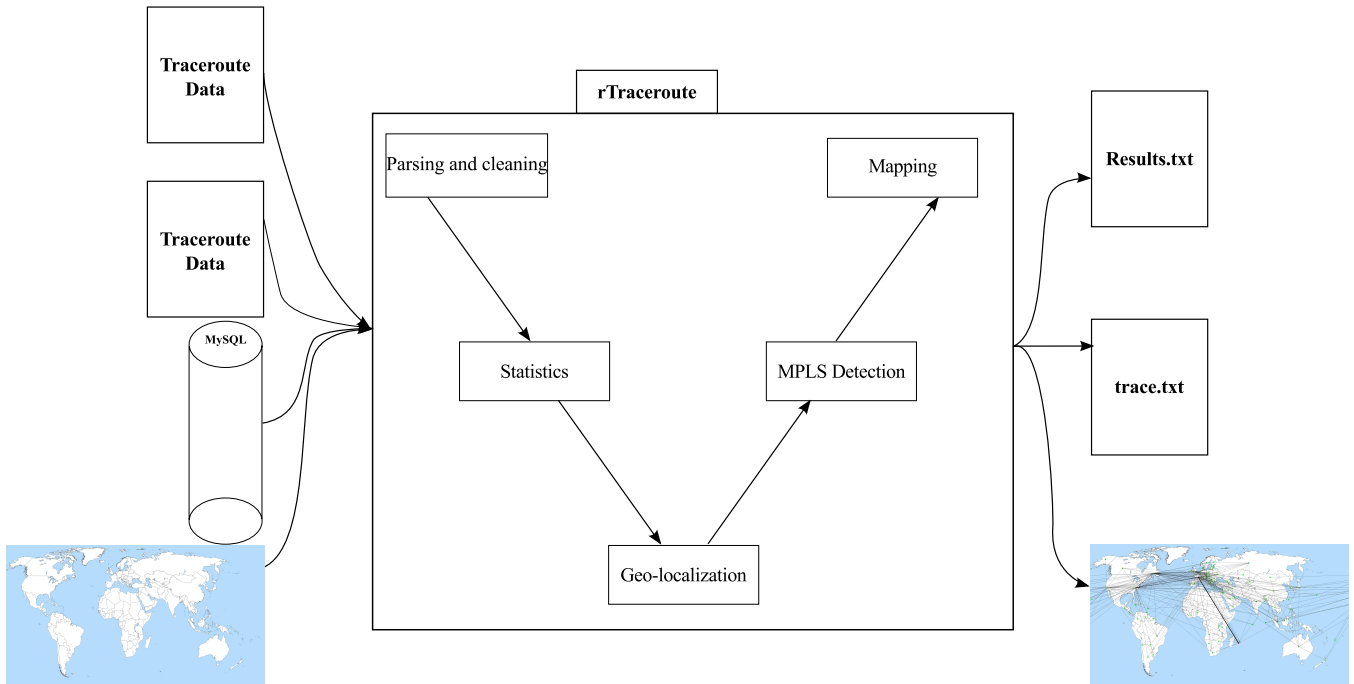 Traceroute
Data
Traceroute
Data
MySQL
rTraceroute
Parsing and cleaning
Mapping
Statistics
MPLS Detection
Geo-localization
Results.txt
trace.txt